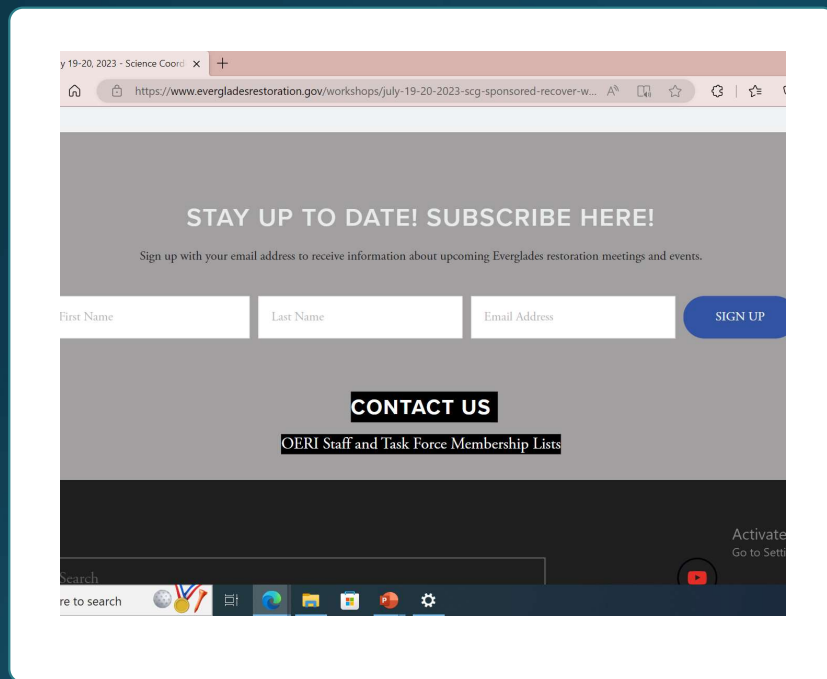 y 19-20, 2023 - Science Coord
https://www.evergladesrestoration.gov/workshops/july-19-20-2023-scg-sponsored-recover-w...
STAY UP TO DATE! SUBSCRIBE HERE!
Sign up with your email address to receive information about upcoming Everglades restoration meetings and events.
First Name Last Name Email Address SIGN UP
CONTACT US
OERI Staff and Task Force Membership Lists
Activate
Go to Setti
Search
re to search